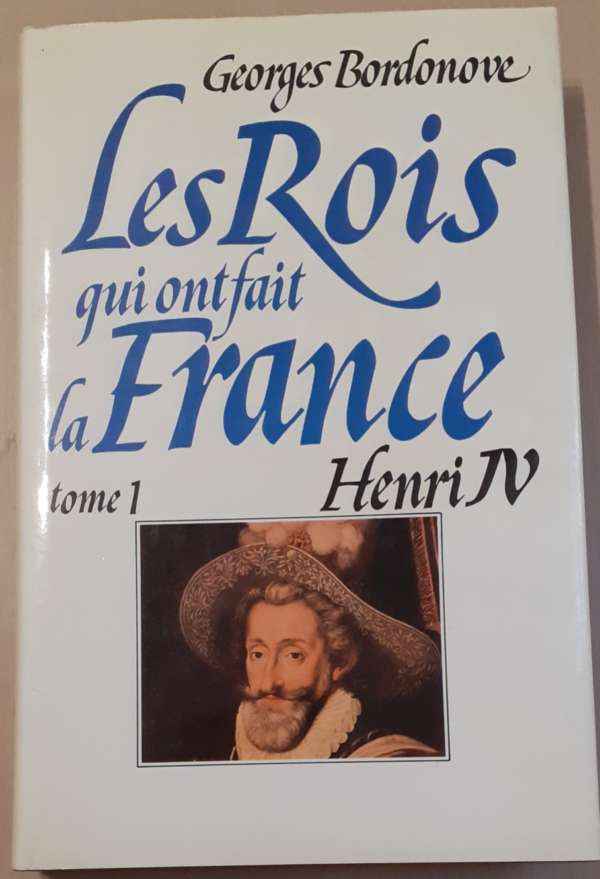 Georges Bordonove
Les Rois
qui ont fait
la France
tome 1
Henri IV